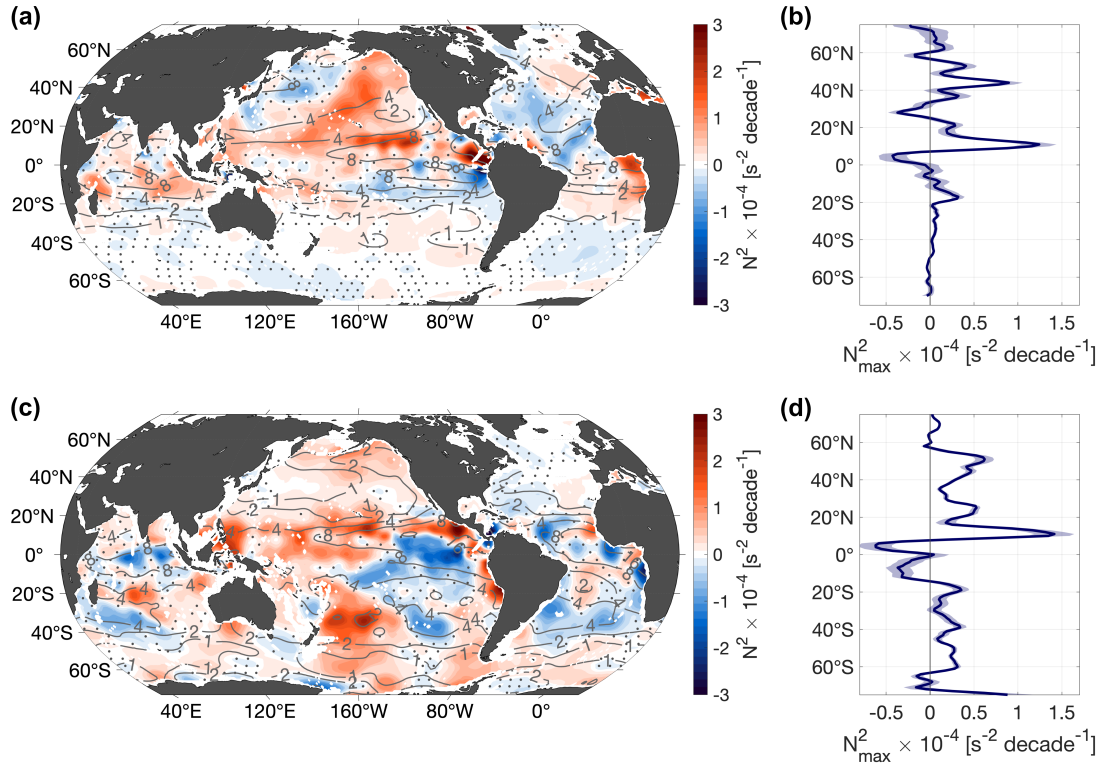 (a)
60°N
40°N
20°N
0°
20°S
40°S
60°S
40°E
120°E
160°W
80°W
0°
3
2
1
0
-1
-2
-3
N² × 10⁻⁴ [s⁻² decade⁻¹]
(b)
60°N
40°N
20°N
0°
20°S
40°S
60°S
-0.5
0
0.5
1
1.5
N²max × 10⁻⁴ [s⁻² decade⁻¹]
(c)
60°N
40°N
20°N
0°
20°S
40°S
60°S
40°E
120°E
160°W
80°W
0°
3
2
1
0
-1
-2
-3
N² × 10⁻⁴ [s⁻² decade⁻¹]
(d)
60°N
40°N
20°N
0°
20°S
40°S
60°S
-0.5
0
0.5
1
1.5
N²max × 10⁻⁴ [s⁻² decade⁻¹]